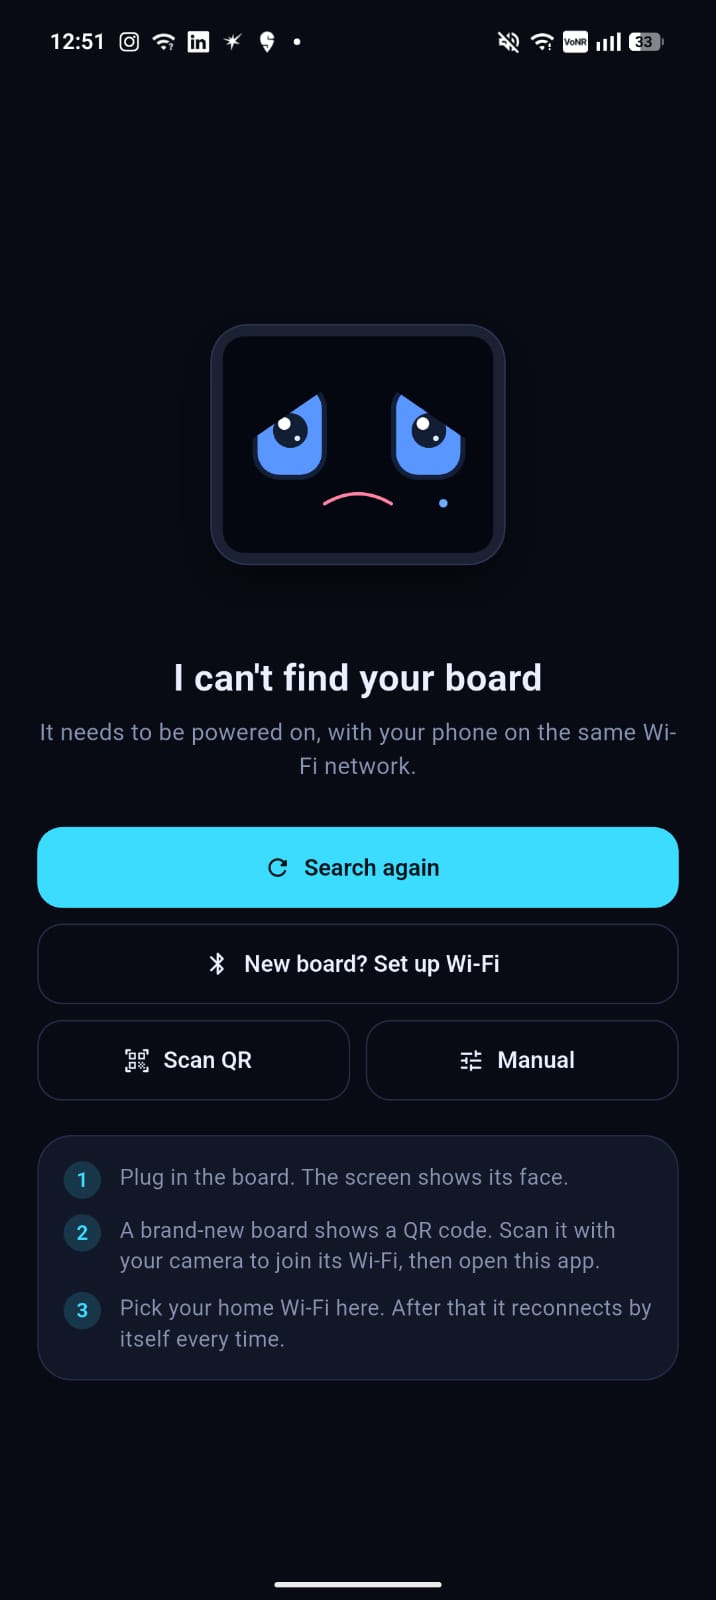 12:51
VoNR
33
I can't find your board
It needs to be powered on, with your phone on the same Wi-
Fi network.
Search again
New board? Set up Wi-Fi
Scan QR
Manual
1 Plug in the board. The screen shows its face.
2 A brand-new board shows a QR code. Scan it with
your camera to join its Wi-Fi, then open this app.
3 Pick your home Wi-Fi here. After that it reconnects by
itself every time.